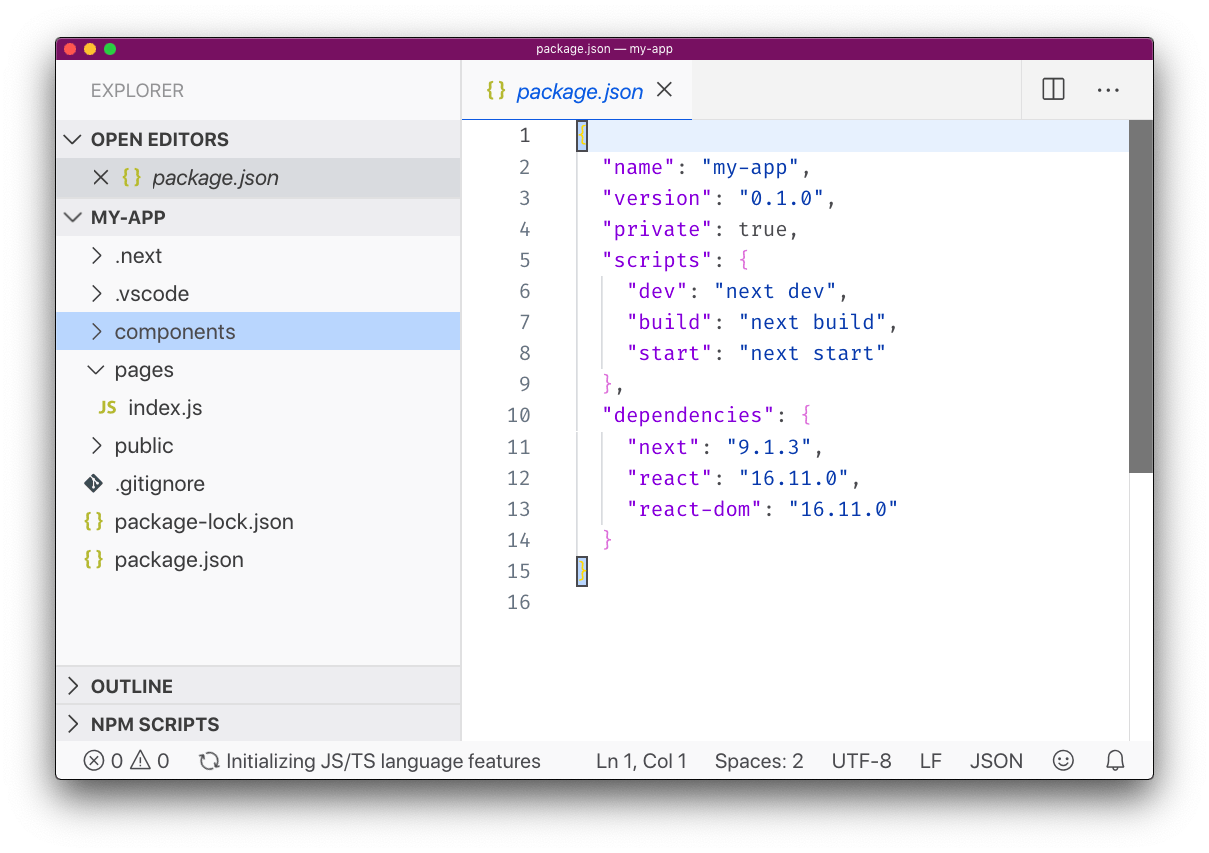 package.json — my-app
EXPLORER
OPEN EDITORS
{} package.json
MY-APP
.next
.vscode
components
pages
JS index.js
public
.gitignore
{} package-lock.json
{} package.json
OUTLINE
NPM SCRIPTS
{} package.json
1 {
2 "name": "my-app",
3 "version": "0.1.0",
4 "private": true,
5 "scripts": {
6 "dev": "next dev",
7 "build": "next build",
8 "start": "next start"
9 },
10 "dependencies": {
11 "next": "9.1.3",
12 "react": "16.11.0",
13 "react-dom": "16.11.0"
14 }
15 }
16
0 0 Initializing JS/TS language features Ln 1, Col 1 Spaces: 2 UTF-8 LF JSON